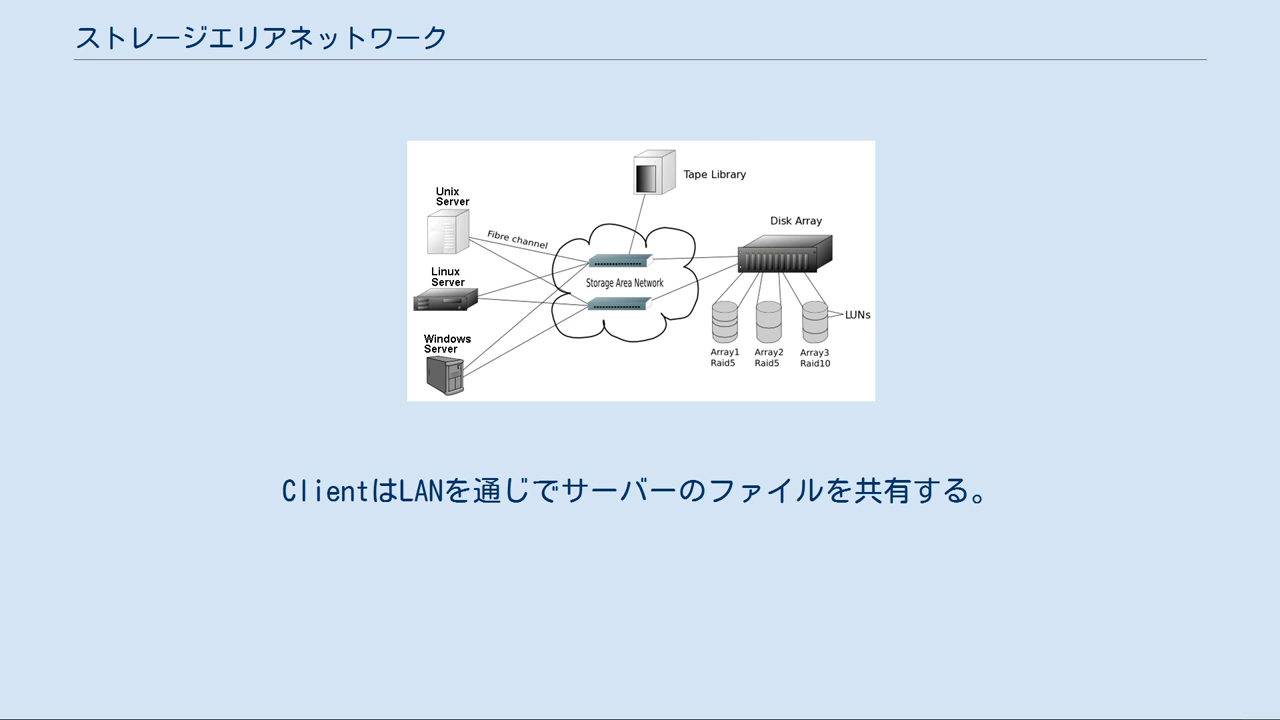 ストレージエリアネットワーク
Tape Library
Unix
Server
Disk Array
Fibre channel
Linux
Server
Storage Area Network
LUNs
Windows
Server
Array1
Raid5
Array2
Raid5
Array3
Raid10
ClientはLANを通じでサーバーのファイルを共有する。